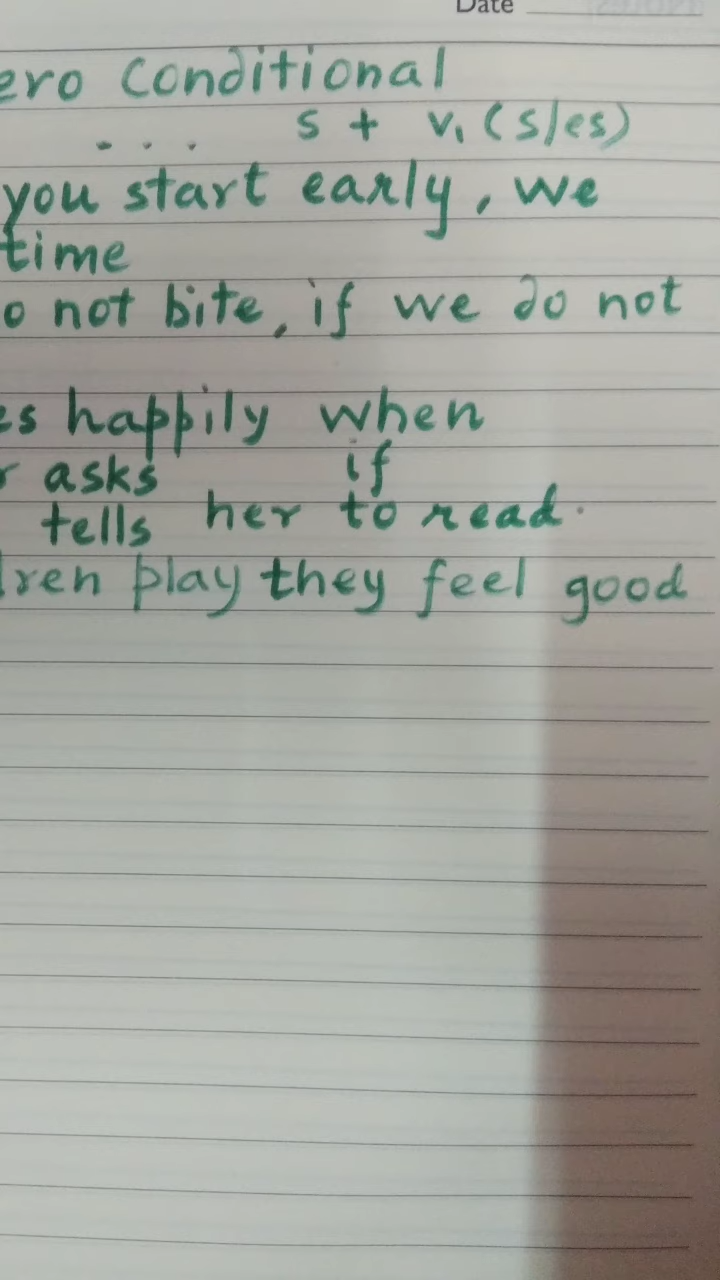 Date
ero Conditional
... s + v₁ (s/es)
you start early, we
time
o not bite, if we do not
es happily when
r asks if
tells her to read.
ren play they feel good